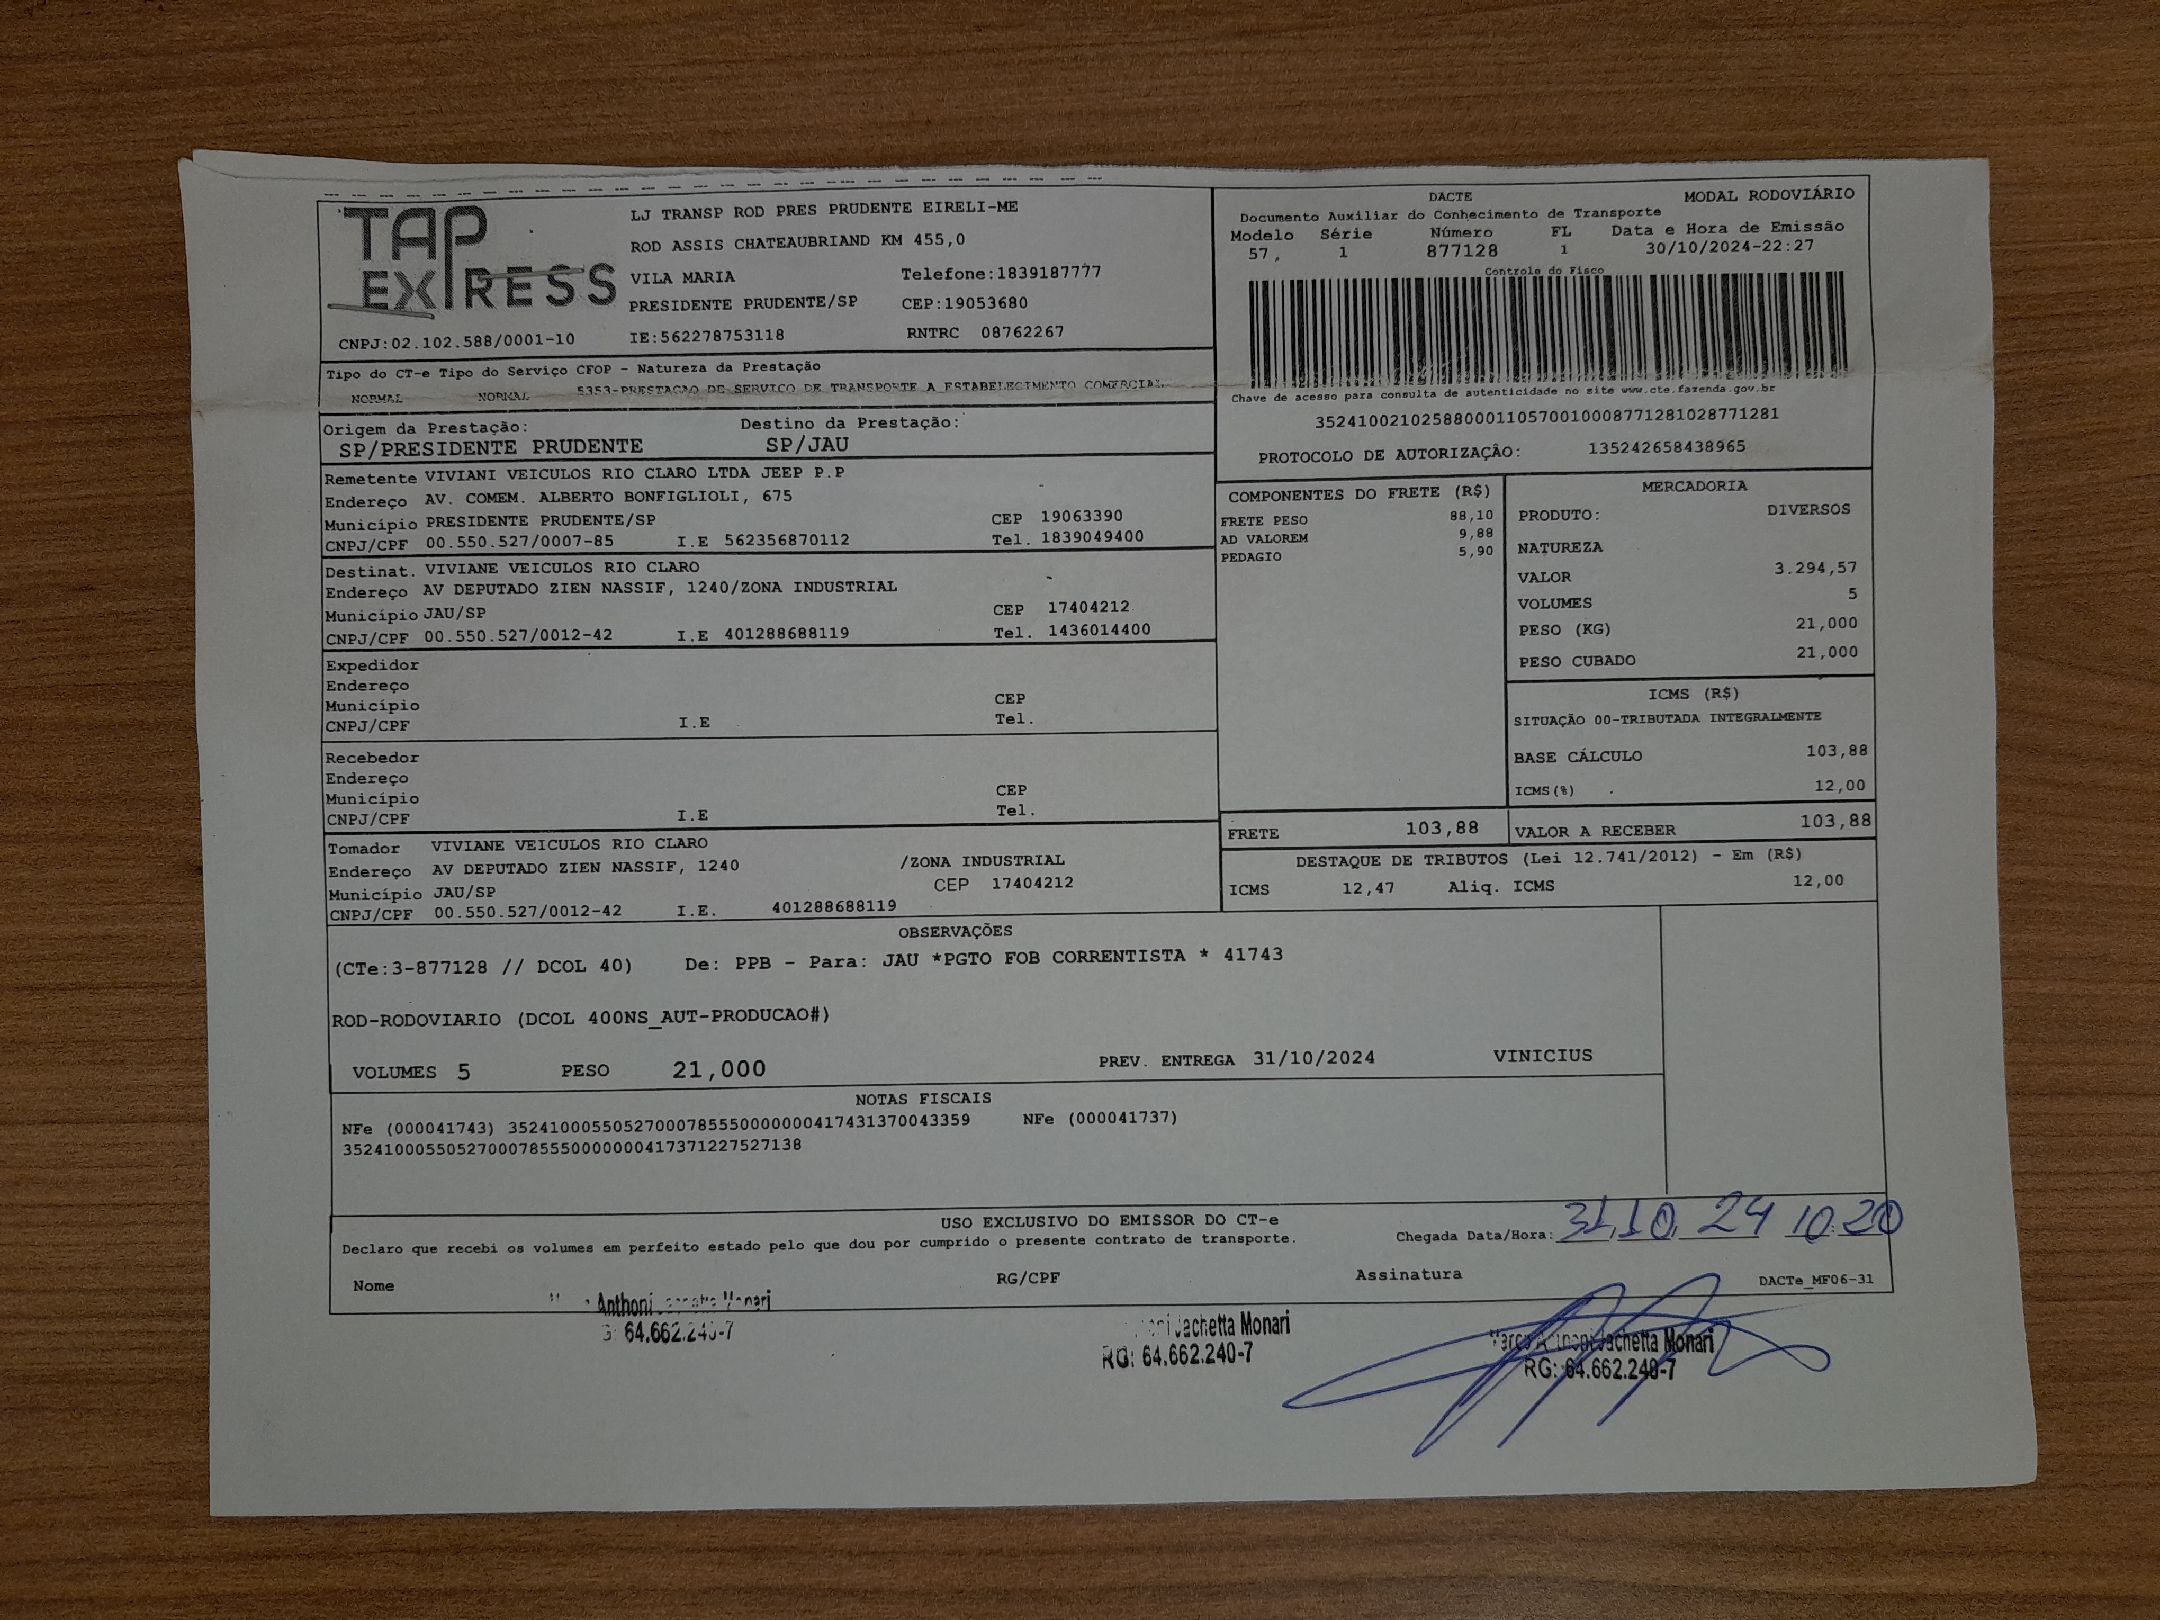 TAP EXPRESS
CNPJ:02.102.588/0001-10
LJ TRANSP ROD PRES PRUDENTE EIRELI-ME
ROD ASSIS CHATEAUBRIAND KM 455,0
VILA MARIA Telefone:1839187777
PRESIDENTE PRUDENTE/SP CEP:19053680
IE:562278753118 RNTRC 08762267
DACTE MODAL RODOVIÁRIO
Documento Auxiliar do Conhecimento de Transporte
Modelo Série Número FL Data e Hora de Emissão
57 1 877128 1 30/10/2024-22:27
Controle do Fisco
Chave de acesso para consulta de autenticidade no site www.cte.fazenda.gov.br
35241002102588000110570010008771281028771281
PROTOCOLO DE AUTORIZAÇÂO: 135242658438965
Tipo do CT-e Tipo do Serviço CFOP - Natureza da Prestação
NORMAL NORMAL 5353-PRESTACAO DE SERVICO DE TRANSPORTE A ESTABELECIMENTO COMERCIAL
Origem da Prestação: Destino da Prestação:
SP/PRESIDENTE PRUDENTE SP/JAU
Remetente VIVIANI VEICULOS RIO CLARO LTDA JEEP P.P
Endereço AV. COMEM. ALBERTO BONFIGLIOLI, 675
Município PRESIDENTE PRUDENTE/SP CEP 19063390
CNPJ/CPF 00.550.527/0007-85 I.E 562356870112 Tel. 1839049400
Destinat. VIVIANE VEICULOS RIO CLARO
Endereço AV DEPUTADO ZIEN NASSIF, 1240/ZONA INDUSTRIAL
Município JAU/SP CEP 17404212
CNPJ/CPF 00.550.527/0012-42 I.E 401288688119 Tel. 1436014400
Expedidor
Endereço
Município CEP
CNPJ/CPF I.E Tel.
Recebedor
Endereço
Município CEP
CNPJ/CPF I.E Tel.
Tomador VIVIANE VEICULOS RIO CLARO
Endereço AV DEPUTADO ZIEN NASSIF, 1240 /ZONA INDUSTRIAL
Município JAU/SP CEP 17404212
CNPJ/CPF 00.550.527/0012-42 I.E. 401288688119
COMPONENTES DO FRETE (R$)
FRETE PESO 88,10
AD VALOREM 9,88
PEDAGIO 5,90
MERCADORIA
PRODUTO: DIVERSOS
NATUREZA
VALOR 3.294,57
VOLUMES 5
PESO (KG) 21,000
PESO CUBADO 21,000
ICMS (R$)
SITUAÇÃO 00-TRIBUTADA INTEGRALMENTE
BASE CÁLCULO 103,88
ICMS(%) 12,00
FRETE 103,88 VALOR A RECEBER 103,88
DESTAQUE DE TRIBUTOS (Lei 12.741/2012) - Em (R$)
ICMS 12,47 Aliq. ICMS 12,00
OBSERVAÇÕES
(CTe:3-877128 // DCOL 40) De: PPB - Para: JAU *PGTO FOB CORRENTISTA * 41743
ROD-RODOVIARIO (DCOL 400NS_AUT-PRODUCAO#)
VOLUMES 5 PESO 21,000 PREV. ENTREGA 31/10/2024 VINICIUS
NOTAS FISCAIS
NFe (000041743) 35241000550527000785550000000417431370043359 NFe (000041737)
35241000550527000785550000000417371227527138
USO EXCLUSIVO DO EMISSOR DO CT-e
Declaro que recebi os volumes em perfeito estado pelo que dou por cumprido o presente contrato de transporte.
Chegada Data/Hora: 31.10.24 10:20
Nome RG/CPF Assinatura DACTe_MF06-31
Anthoni Monari
64.662.240-7
Jachetta Monari
RG: 64.662.240-7
Jachetta Monari
RG: 64.662.240-7